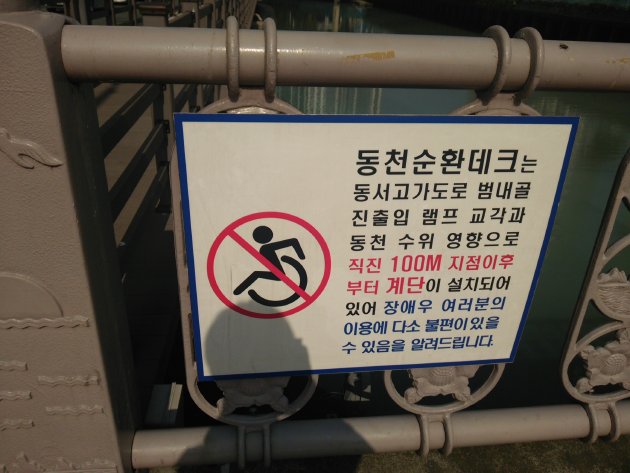 동천순환데크는
동서고가도로 범내골
진출입 램프 교각과
동천 수위 영향으로
직진 100M 지점이후
부터 계단이 설치되어
있어 장애우 여러분의
이용에 다소 불편이 있을
수 있음을 알려드립니다.